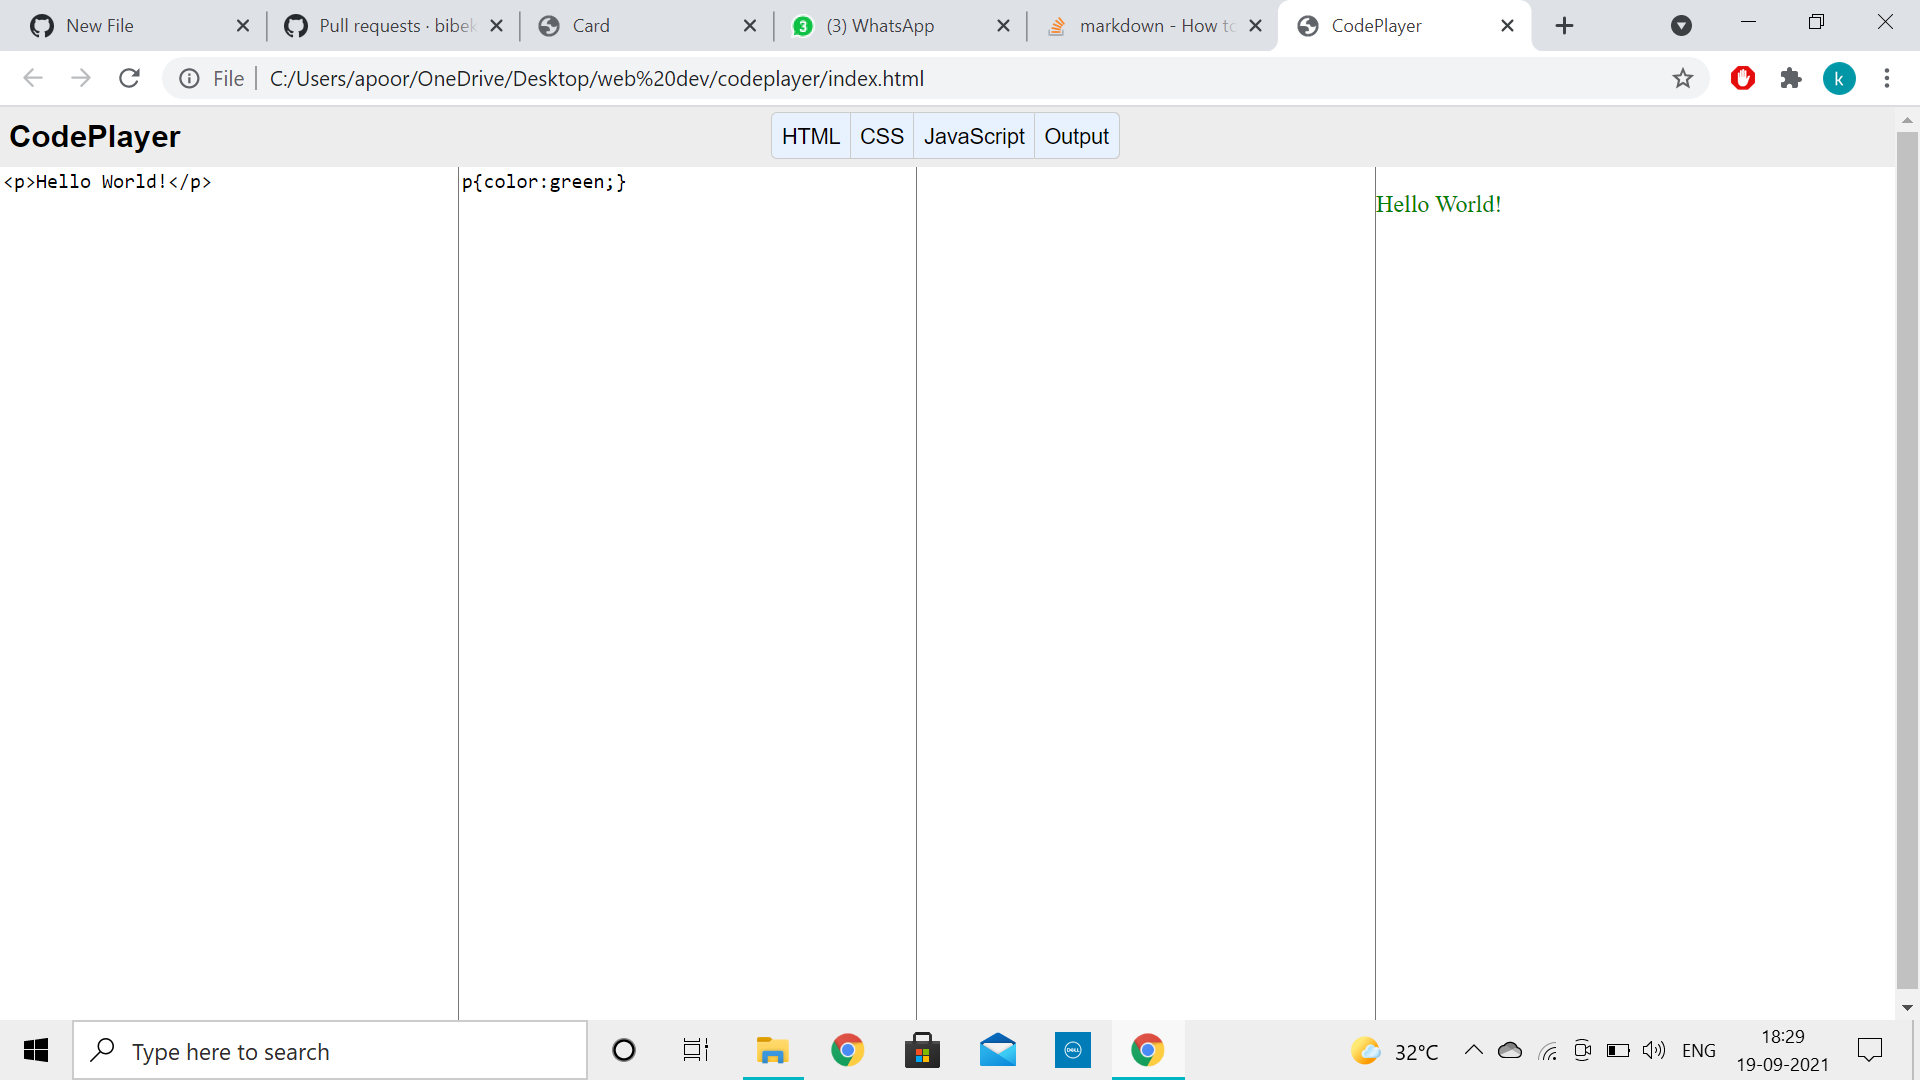 New File
Pull requests · bibek
Card
3
(3) WhatsApp
markdown - How to
CodePlayer
File
C:/Users/apoor/OneDrive/Desktop/web%20dev/codeplayer/index.html
k
CodePlayer
HTML CSS JavaScript Output
<p>Hello World!</p>
p{color:green;}
Hello World!
Type here to search
DELL
32°C
ENG
18:29
19-09-2021